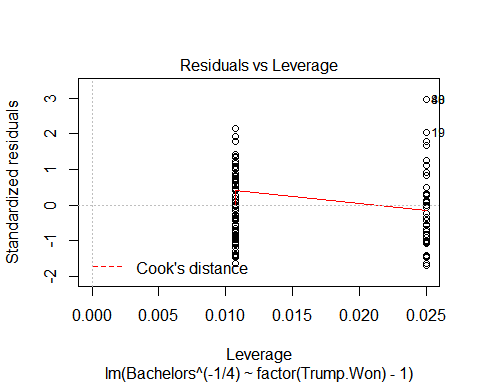 Residuals vs Leverage
Standardized residuals
3
2
1
0
-1
-2
19
Cook's distance
0.000 0.005 0.010 0.015 0.020 0.025
Leverage
lm(Bachelors^(-1/4) ~ factor(Trump.Won) - 1)